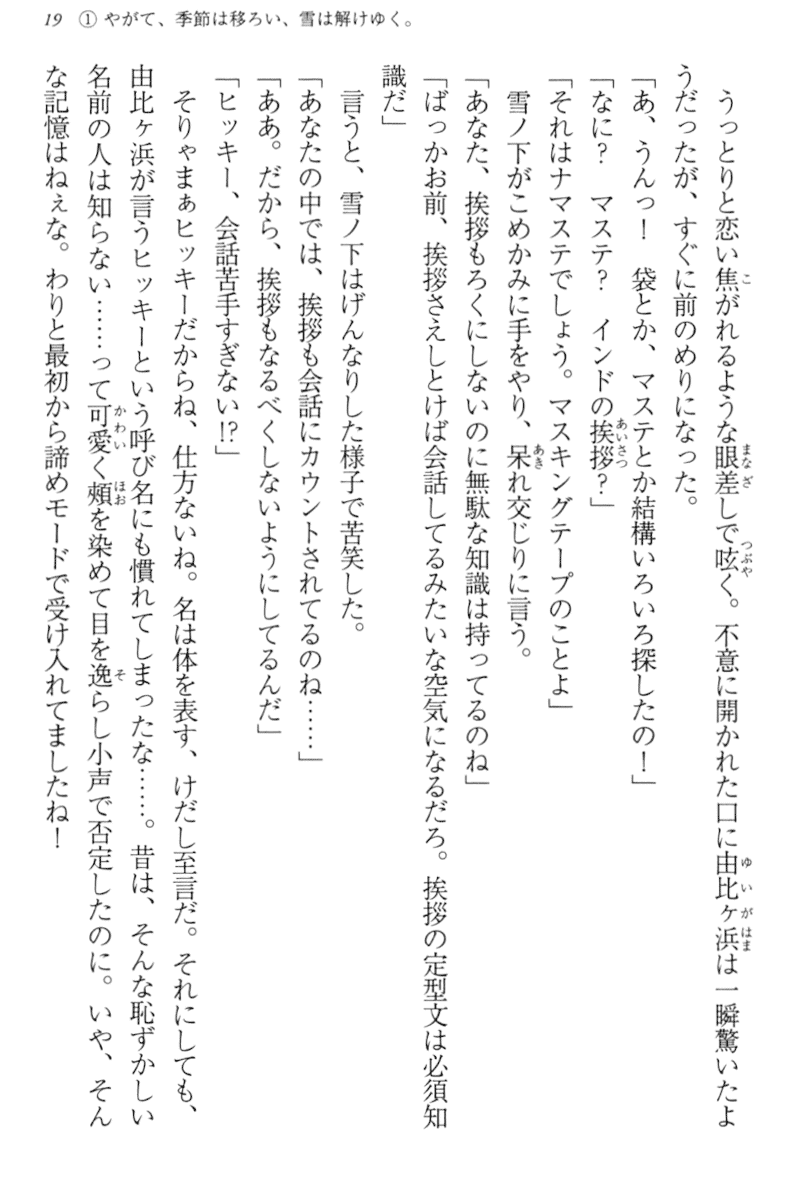 19　① やがて、季節は移ろい、雪は解けゆく。
　うっとりと恋い焦がれるような眼差しで呟く。不意に開かれた口に由比ヶ浜は一瞬驚いたよ
うだったが、すぐに前のめりになった。
「あ、うんっ！　袋とか、マステとか結構いろいろ探したの！」
「なに？　マステ？　インドの挨拶？」
「それはナマステでしょう。マスキングテープのことよ」
　雪ノ下がこめかみに手をやり、呆れ交じりに言う。
「あなた、挨拶もろくにしないのに無駄な知識は持ってるのね」
「ばっかお前、挨拶さえしとけば会話してるみたいな空気になるだろ。挨拶の定型文は必須知
識だ」
　言うと、雪ノ下はげんなりした様子で苦笑した。
「あなたの中では、挨拶も会話にカウントされてるのね……」
「ああ。だから、挨拶もなるべくしないようにしてるんだ」
「ヒッキー、会話苦手すぎない!?」
　そりゃまぁヒッキーだからね、仕方ないね。名は体を表す、けだし至言だ。それにしても、
由比ヶ浜が言うヒッキーという呼び名にも慣れてしまったな……。昔は、そんな恥ずかしい
名前の人は知らない……って可愛く頰を染めて目を逸らし小声で否定したのに。いや、そん
な記憶はねぇな。わりと最初から諦めモードで受け入れてましたね！